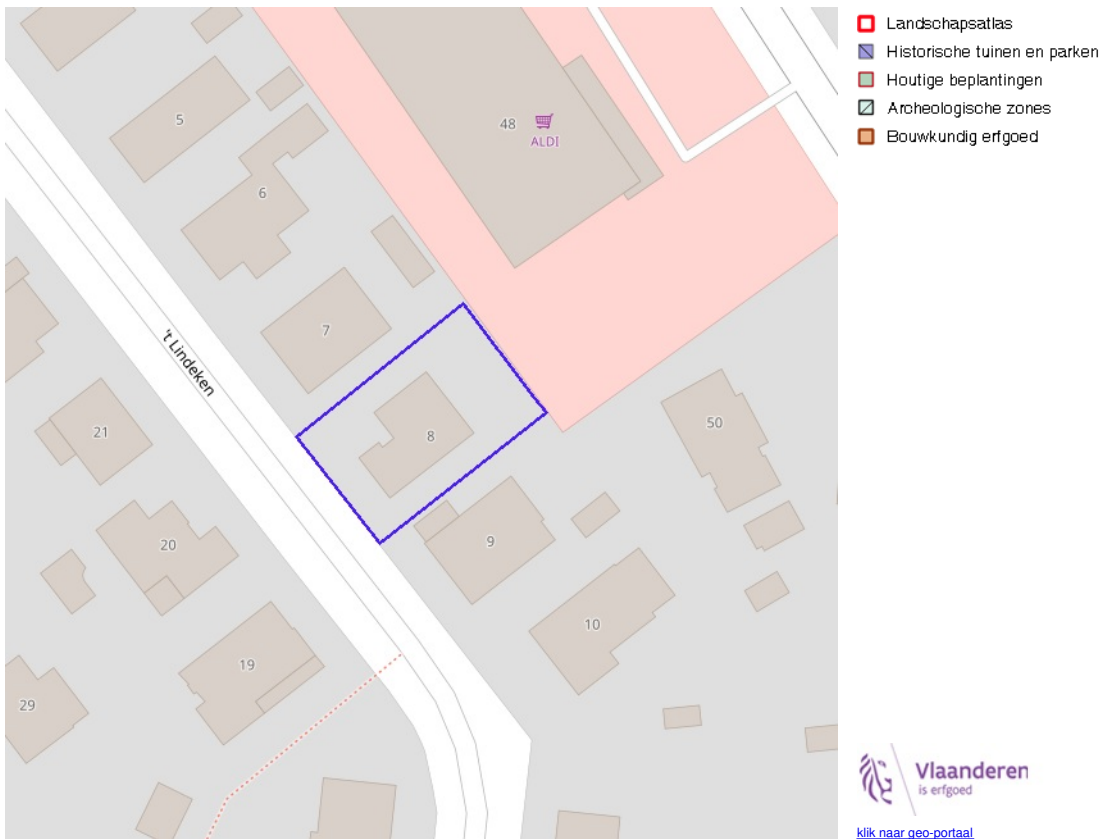 5
48
ALDI
6
7
't Lindeken
21
8
50
20
9
10
19
29
Landschapsatlas
Historische tuinen en parken
Houtige beplantingen
Archeologische zones
Bouwkundig erfgoed
Vlaanderen
is erfgoed
klik naar geo-portaal